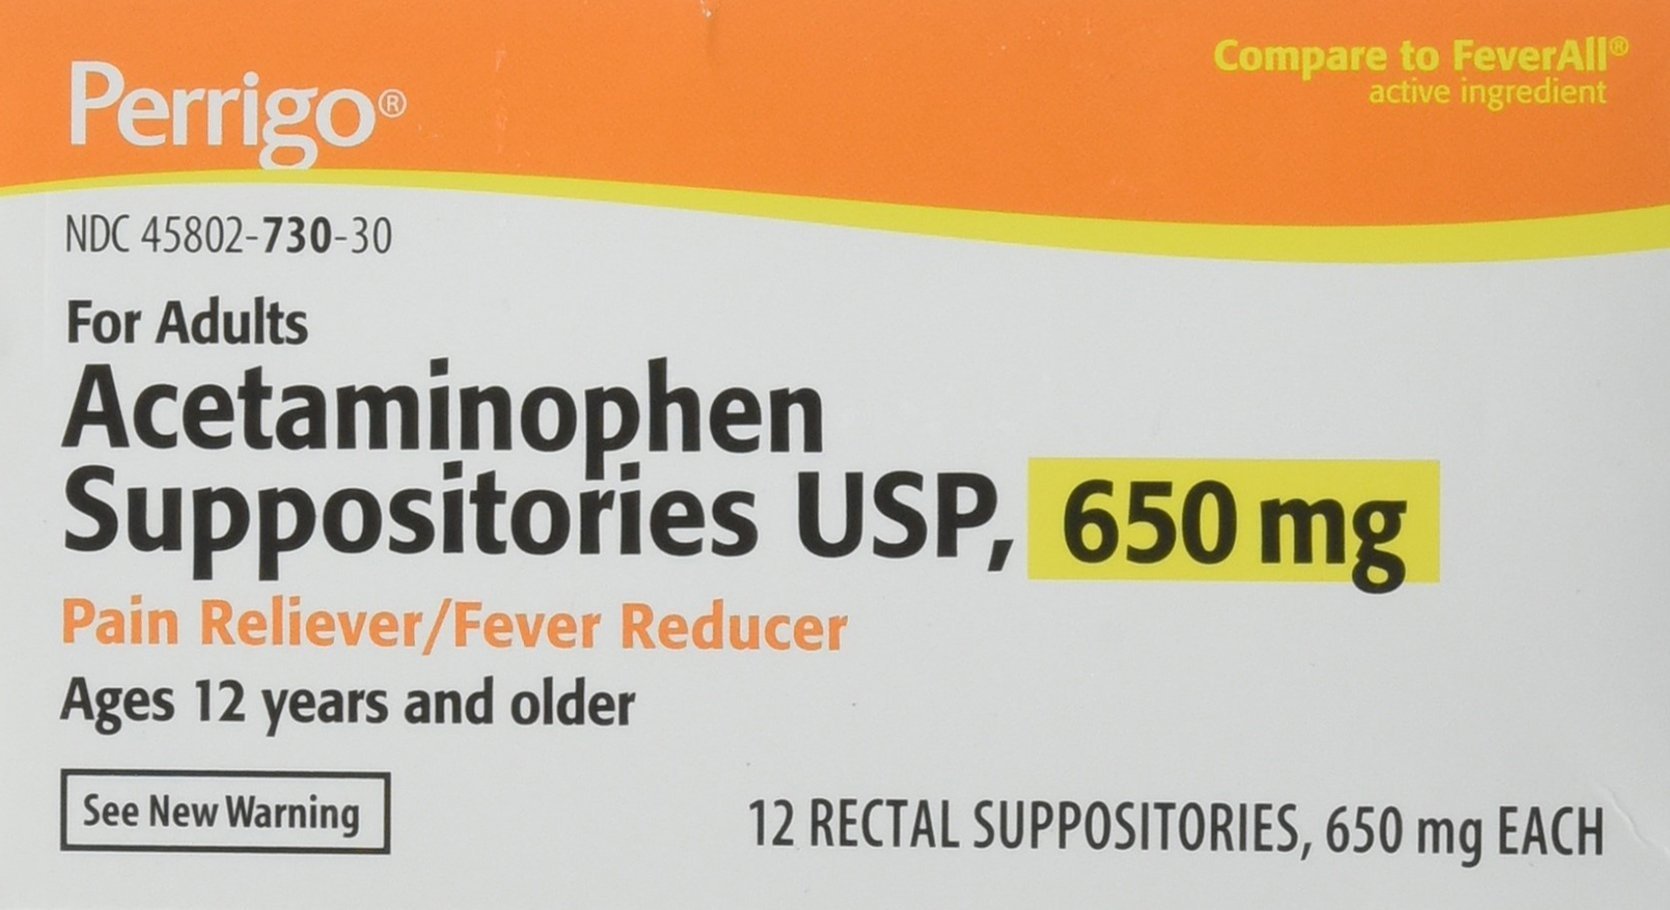 Perrigo®
Compare to FeverAll®
active ingredient
NDC 45802-730-30
For Adults
Acetaminophen
Suppositories USP, 650 mg
Pain Reliever/Fever Reducer
Ages 12 years and older
See New Warning
12 RECTAL SUPPOSITORIES, 650 mg EACH